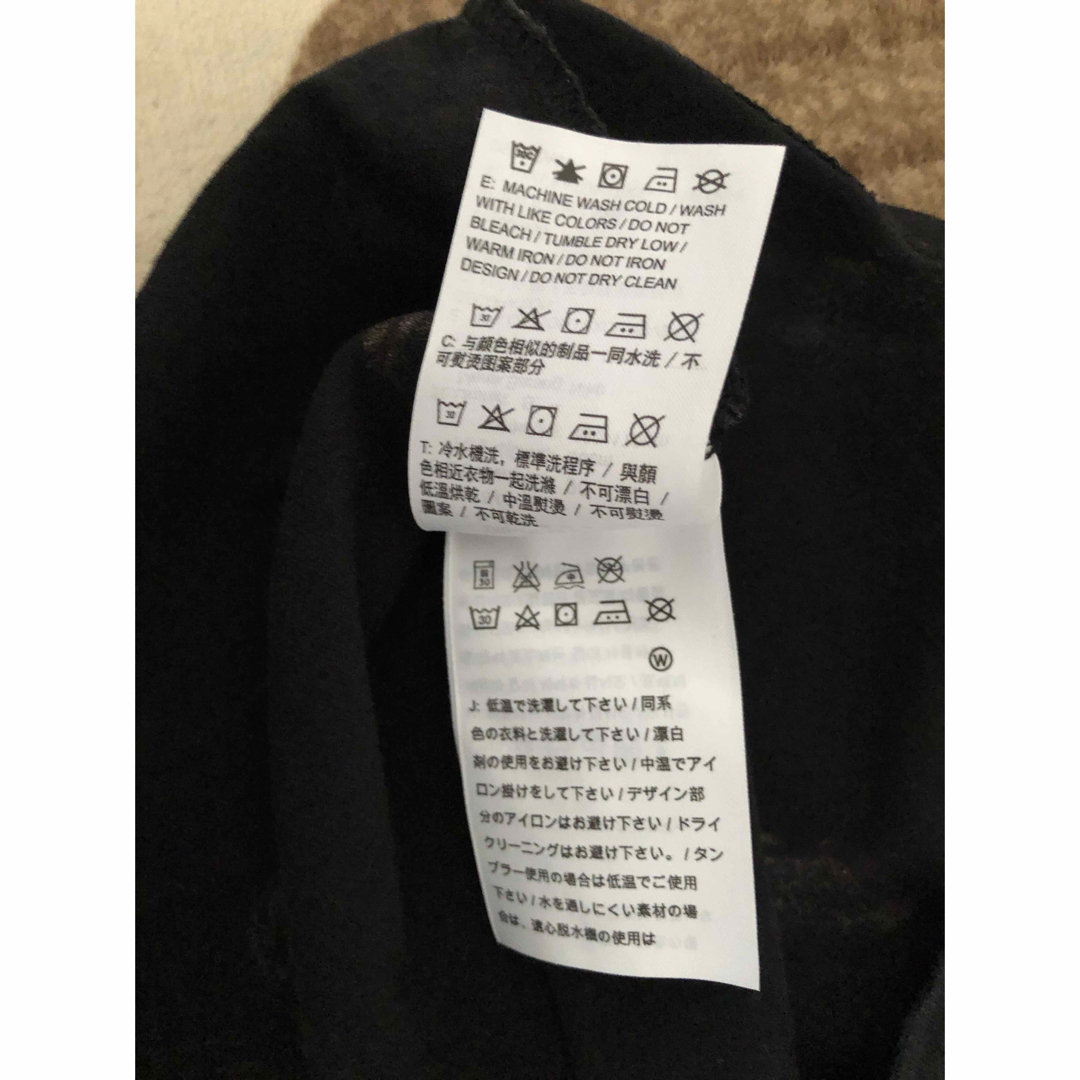 E: MACHINE WASH COLD / WASH
WITH LIKE COLORS / DO NOT
BLEACH / TUMBLE DRY LOW /
WARM IRON / DO NOT IRON
DESIGN / DO NOT DRY CLEAN
30
C: 与颜色相似的制品一同水洗 / 不
可熨烫图案部分
30
T: 冷水機洗, 標準洗程序 / 與顏
色相近衣物一起洗滌 / 不可漂白 /
低溫烘乾 / 中溫熨燙 / 不可熨燙
圖案 / 不可乾洗
30 中
30
W
J: 低温で洗濯して下さい / 同系
色の衣料と洗濯して下さい / 漂白
剤の使用をお避け下さい / 中温でアイ
ロン掛けをして下さい / デザイン部
分のアイロンはお避け下さい / ドライ
クリーニングはお避け下さい。 / タン
ブラー使用の場合は低温でご使用
下さい / 水を通しにくい素材の場
合は、遠心脱水機の使用は